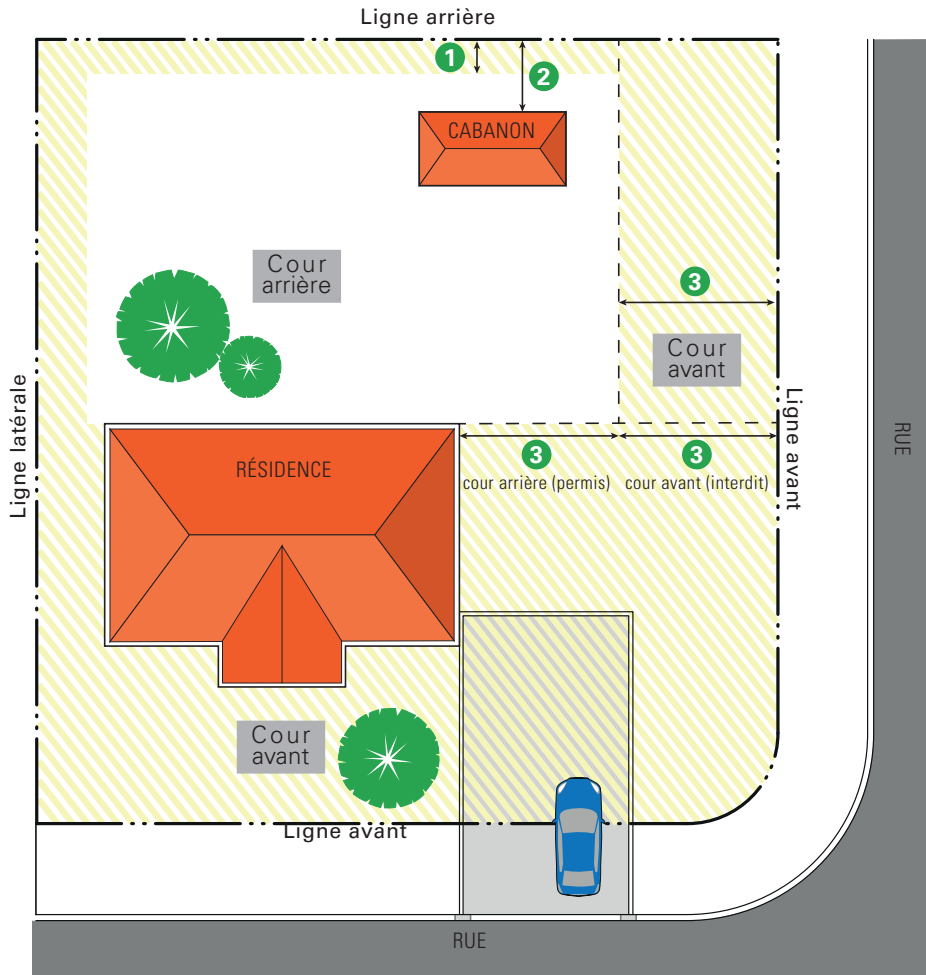 Ligne arrière
1
2
CABANON
Cour
arrière
3
Cour
avant
Ligne latérale
Ligne avant
RUE
3
3
cour arrière (permis)
cour avant (interdit)
RÉSIDENCE
Cour
avant
Ligne avant
RUE